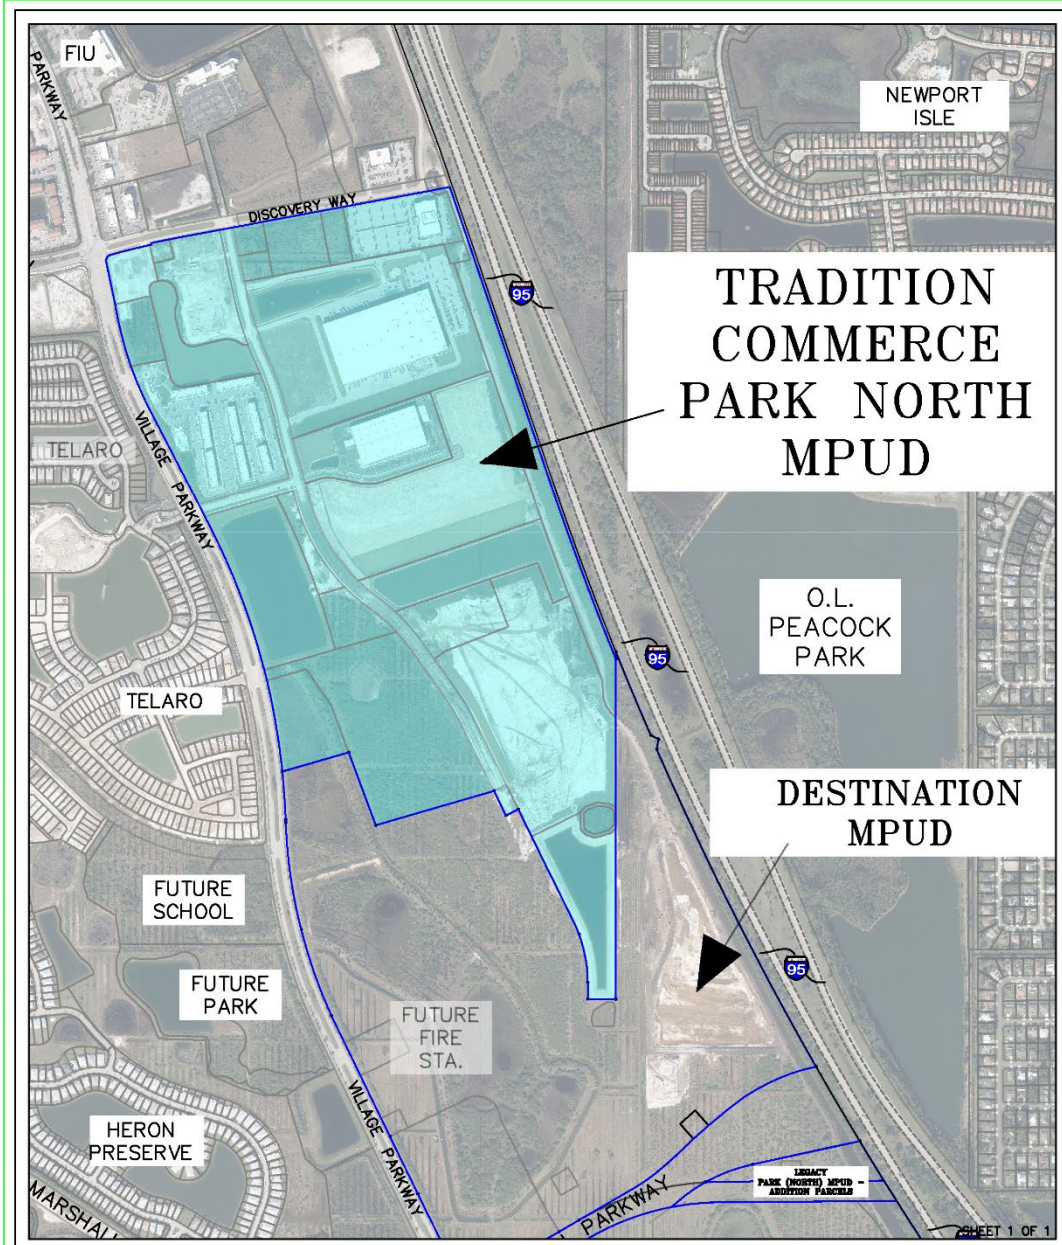 FIU
PARKWAY
NEWPORT
ISLE
DISCOVERY WAY
TRADITION
COMMERCE
PARK NORTH
MPUD
95
VILLAGE PARKWAY
TELARO
O.L.
PEACOCK
PARK
95
TELARO
DESTINATION
MPUD
FUTURE
SCHOOL
FUTURE
PARK
95
FUTURE
FIRE
STA.
VILLAGE PARKWAY
HERON
PRESERVE
LEGACY
PARK (NORTH) MPUD -
ADDITION PARCELS
PARKWAY
MARSHAL
SHEET 1 OF 1